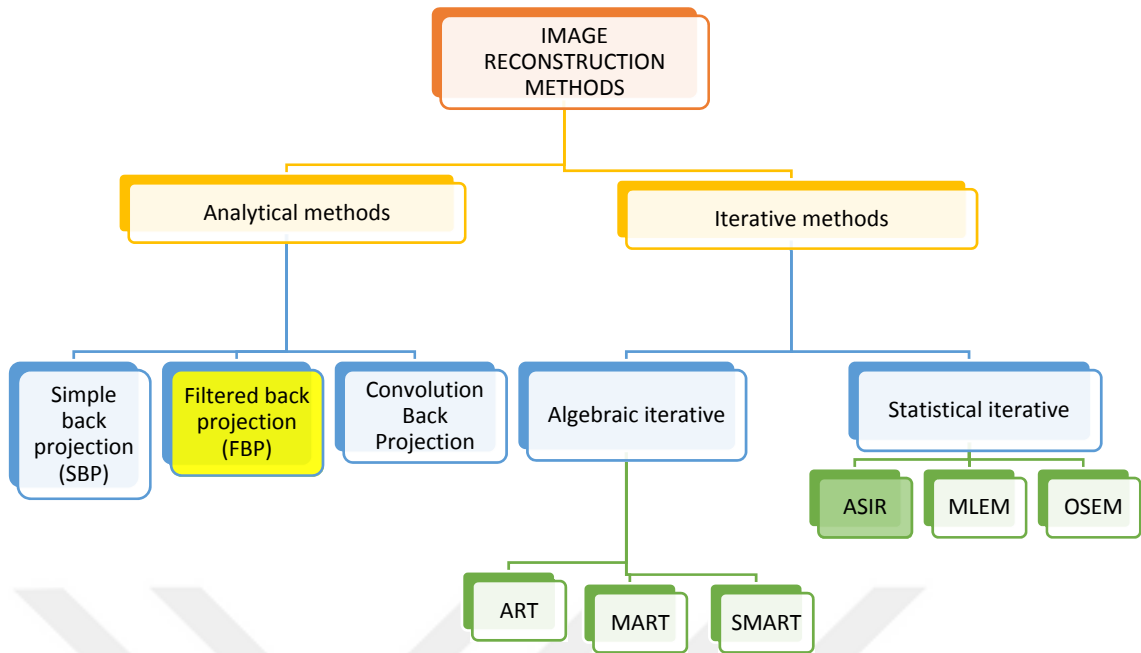 IMAGE
RECONSTRUCTION
METHODS
Analytical methods
Iterative methods
Simple
back
projection
(SBP)
Filtered back
projection
(FBP)
Convolution
Back
Projection
Algebraic iterative
Statistical iterative
ASIR
MLEM
OSEM
ART
MART
SMART